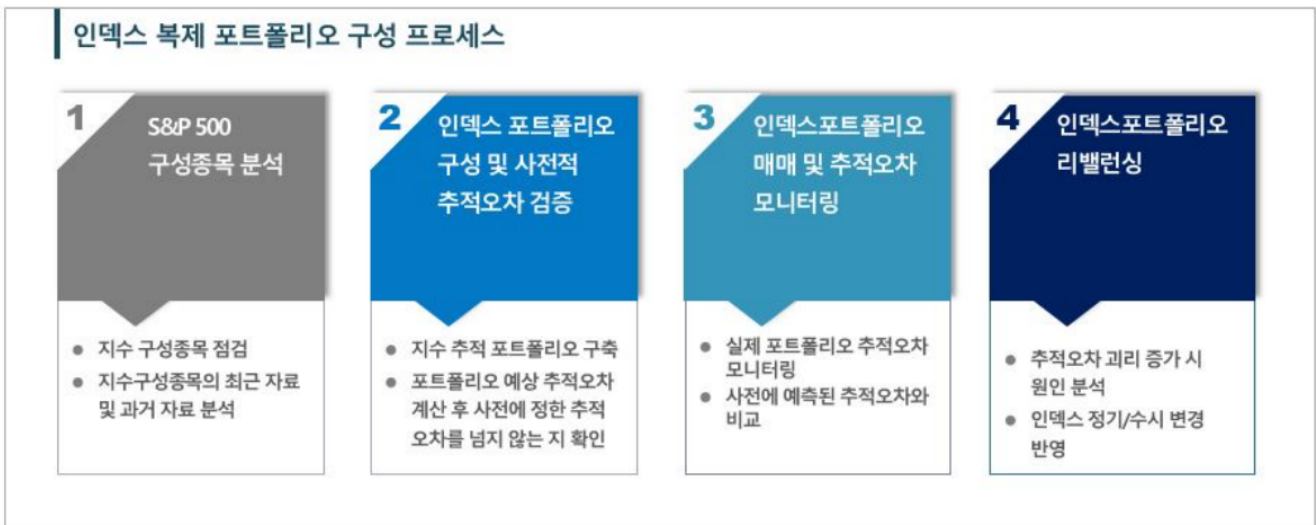 인덱스 복제 포트폴리오 구성 프로세스
1
S&P 500
구성종목 분석
● 지수 구성종목 점검
● 지수구성종목의 최근 자료
및 과거 자료 분석
2
인덱스 포트폴리오
구성 및 사전적
추적오차 검증
● 지수 추적 포트폴리오 구축
● 포트폴리오 예상 추적오차
계산 후 사전에 정한 추적
오차를 넘지 않는 지 확인
3
인덱스포트폴리오
매매 및 추적오차
모니터링
● 실제 포트폴리오 추적오차
모니터링
● 사전에 예측된 추적오차와
비교
4
인덱스포트폴리오
리밸런싱
● 추적오차 괴리 증가 시
원인 분석
● 인덱스 정기/수시 변경
반영